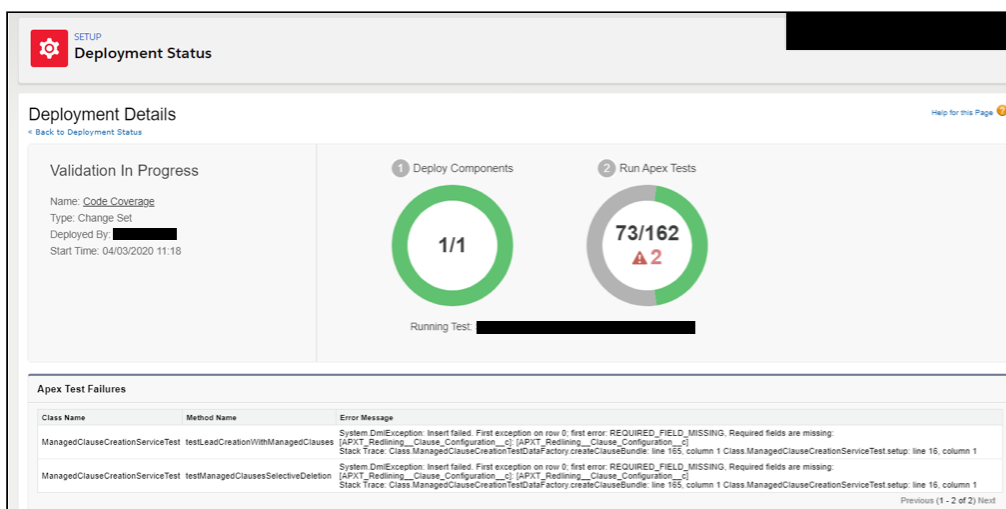 SETUP
Deployment Status
Deployment Details
Help for this Page
« Back to Deployment Status
Validation In Progress
Name: Code Coverage
Type: Change Set
Deployed By:
Start Time: 04/03/2020 11:18
1 Deploy Components
1/1
2 Run Apex Tests
73/162
2
Running Test:
Apex Test Failures
Class Name Method Name Error Message
System.DmlException: Insert failed. First exception on row 0; first error: REQUIRED_FIELD_MISSING, Required fields are missing:
ManagedClauseCreationServiceTest testLeadCreationWithManagedClauses [APXT_Redlining__Clause_Configuration__c]: [APXT_Redlining__Clause_Configuration__c]
Stack Trace: Class.ManagedClauseCreationTestDataFactory.createClauseBundle: line 165, column 1 Class.ManagedClauseCreationServiceTest.setup: line 16, column 1
System.DmlException: Insert failed. First exception on row 0; first error: REQUIRED_FIELD_MISSING, Required fields are missing:
ManagedClauseCreationServiceTest testManagedClausesSelectiveDeletion [APXT_Redlining__Clause_Configuration__c]: [APXT_Redlining__Clause_Configuration__c]
Stack Trace: Class.ManagedClauseCreationTestDataFactory.createClauseBundle: line 165, column 1 Class.ManagedClauseCreationServiceTest.setup: line 16, column 1
Previous (1 - 2 of 2) Next